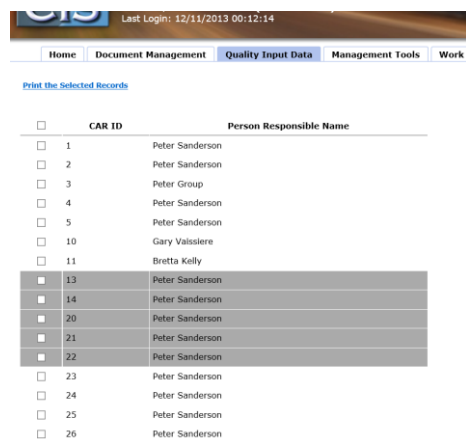 CIS
Last Login: 12/11/2013 00:12:14
Home Document Management Quality Input Data Management Tools Work
Print the Selected Records
CAR ID Person Responsible Name
1 Peter Sanderson
2 Peter Sanderson
3 Peter Group
4 Peter Sanderson
5 Peter Sanderson
10 Gary Vaissiere
11 Bretta Kelly
13 Peter Sanderson
14 Peter Sanderson
20 Peter Sanderson
21 Peter Sanderson
22 Peter Sanderson
23 Peter Sanderson
24 Peter Sanderson
25 Peter Sanderson
26 Peter Sanderson